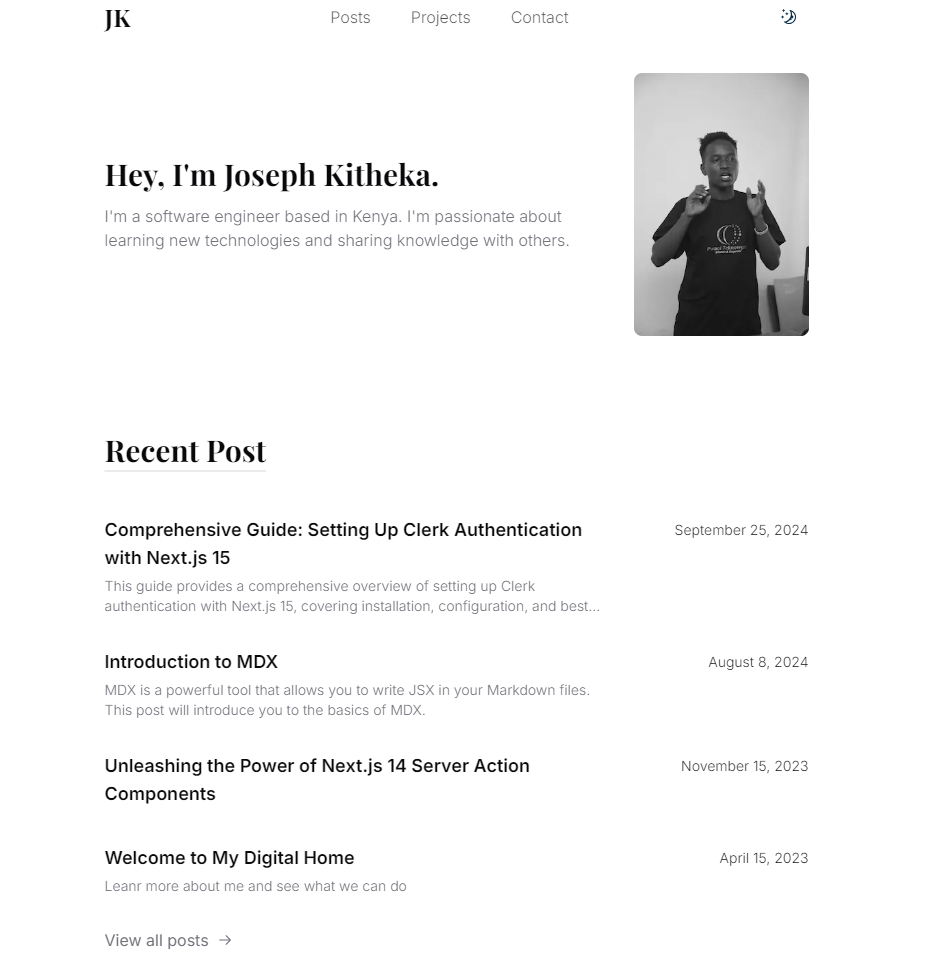 JK
Posts
Projects
Contact
Hey, I'm Joseph Kitheka.
I'm a software engineer based in Kenya. I'm passionate about
learning new technologies and sharing knowledge with others.
Recent Post
Comprehensive Guide: Setting Up Clerk Authentication
with Next.js 15
September 25, 2024
This guide provides a comprehensive overview of setting up Clerk
authentication with Next.js 15, covering installation, configuration, and best...
Introduction to MDX
August 8, 2024
MDX is a powerful tool that allows you to write JSX in your Markdown files.
This post will introduce you to the basics of MDX.
Unleashing the Power of Next.js 14 Server Action
Components
November 15, 2023
Welcome to My Digital Home
April 15, 2023
Leanr more about me and see what we can do
View all posts →